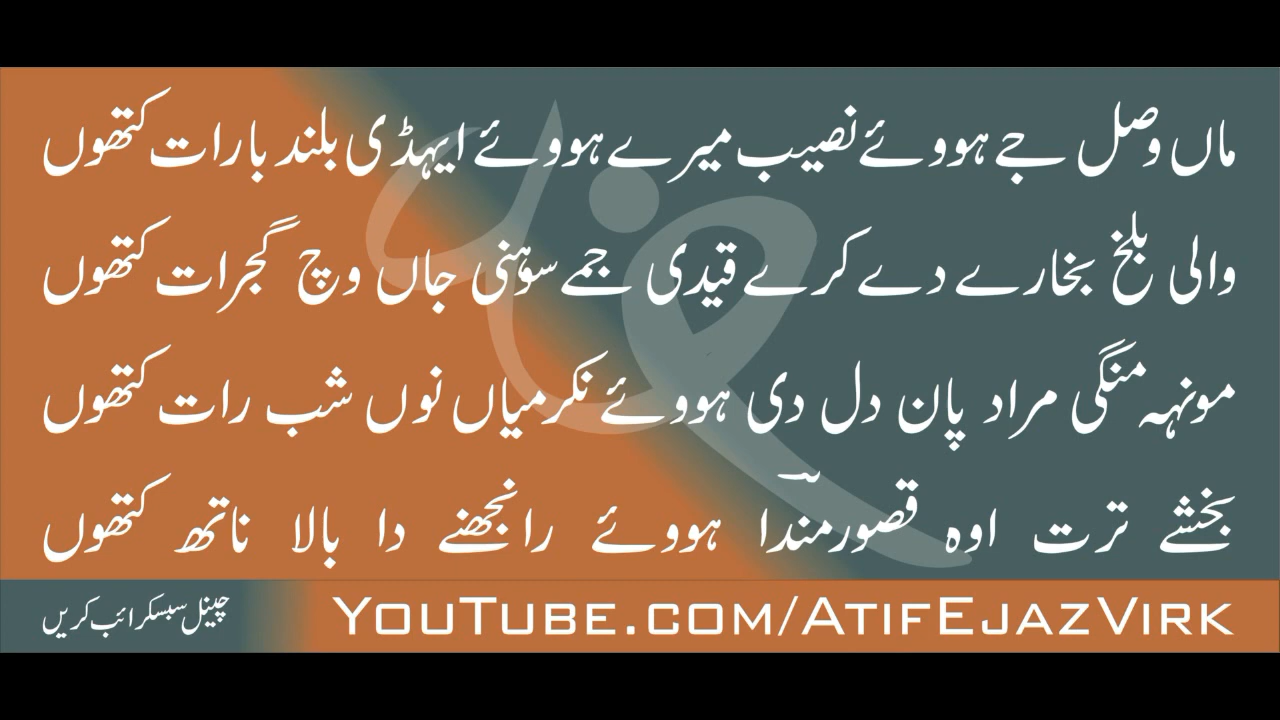 ماں وصل جے ہووئے نصیب میرے ہووئے ایہڈی بلند بارات کتھوں
والی بلخ بخارے دے کرے قیدی جمے سوہنی جاں وچ گجرات کتھوں
مونہہ منگی مراد پان دل دی ہووئے نکرمیاں نوں شب رات کتھوں
بخشے ترت اوہ قصورمنداؔ ہووئے رانجھنے دا بالا ناتھ کتھوں
چینل سبسکرائب کریں YouTube.com/AtifEjazVirk